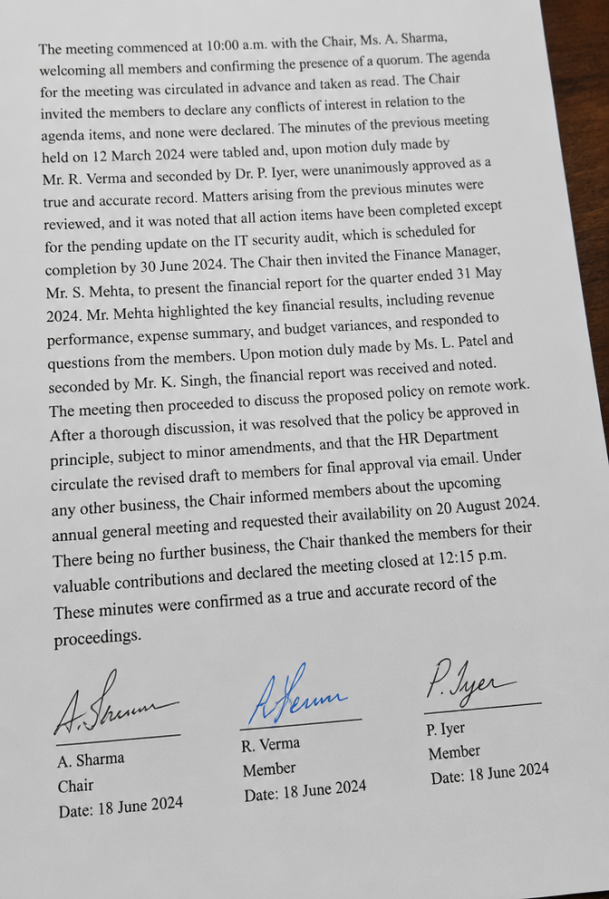 The meeting commenced at 10:00 a.m. with the Chair, Ms. A. Sharma,
welcoming all members and confirming the presence of a quorum. The agenda
for the meeting was circulated in advance and taken as read. The Chair
invited the members to declare any conflicts of interest in relation to the
agenda items, and none were declared. The minutes of the previous meeting
held on 12 March 2024 were tabled and, upon motion duly made by
Mr. R. Verma and seconded by Dr. P. Iyer, were unanimously approved as a
true and accurate record. Matters arising from the previous minutes were
reviewed, and it was noted that all action items have been completed except
for the pending update on the IT security audit, which is scheduled for
completion by 30 June 2024. The Chair then invited the Finance Manager,
Mr. S. Mehta, to present the financial report for the quarter ended 31 May
2024. Mr. Mehta highlighted the key financial results, including revenue
performance, expense summary, and budget variances, and responded to
questions from the members. Upon motion duly made by Ms. L. Patel and
seconded by Mr. K. Singh, the financial report was received and noted.
The meeting then proceeded to discuss the proposed policy on remote work.
After a thorough discussion, it was resolved that the policy be approved in
principle, subject to minor amendments, and that the HR Department
circulate the revised draft to members for final approval via email. Under
any other business, the Chair informed members about the upcoming
annual general meeting and requested their availability on 20 August 2024.
There being no further business, the Chair thanked the members for their
valuable contributions and declared the meeting closed at 12:15 p.m.
These minutes were confirmed as a true and accurate record of the
proceedings.
P. Iyer
A. Sharma
Chair
Date: 18 June 2024
R. Verma
Member
Date: 18 June 2024
P. Iyer
Member
Date: 18 June 2024